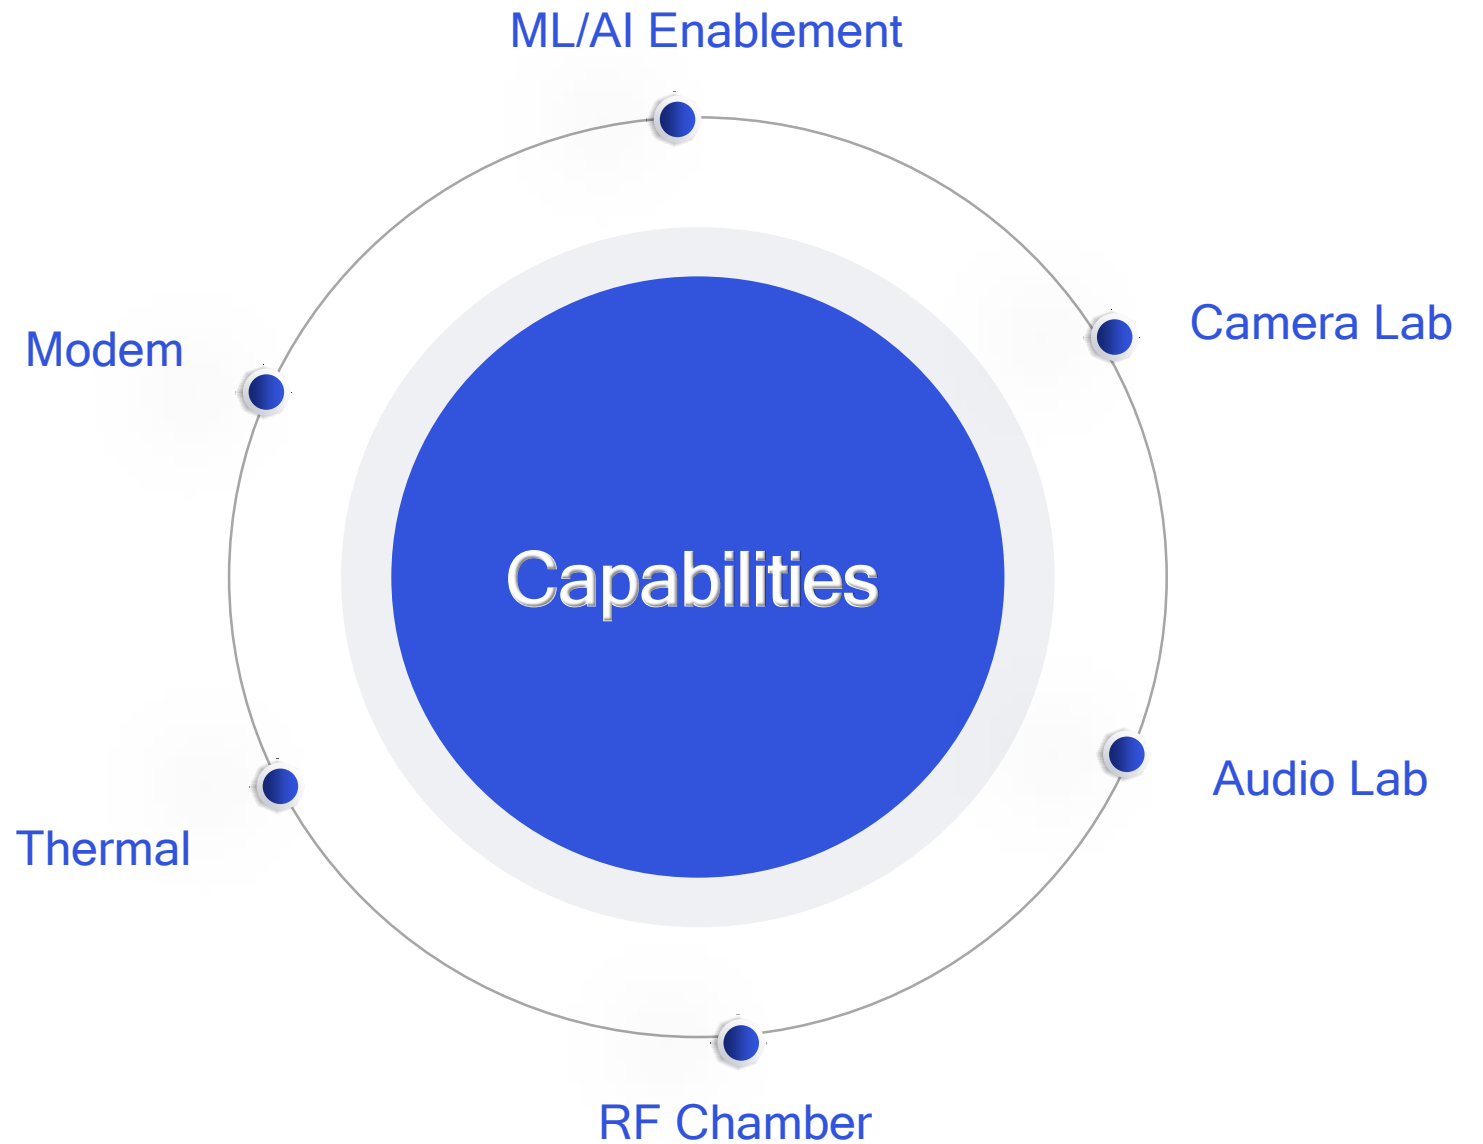 ML/AI Enablement
Camera Lab
Modem
Capabilities
Audio Lab
Thermal
RF Chamber